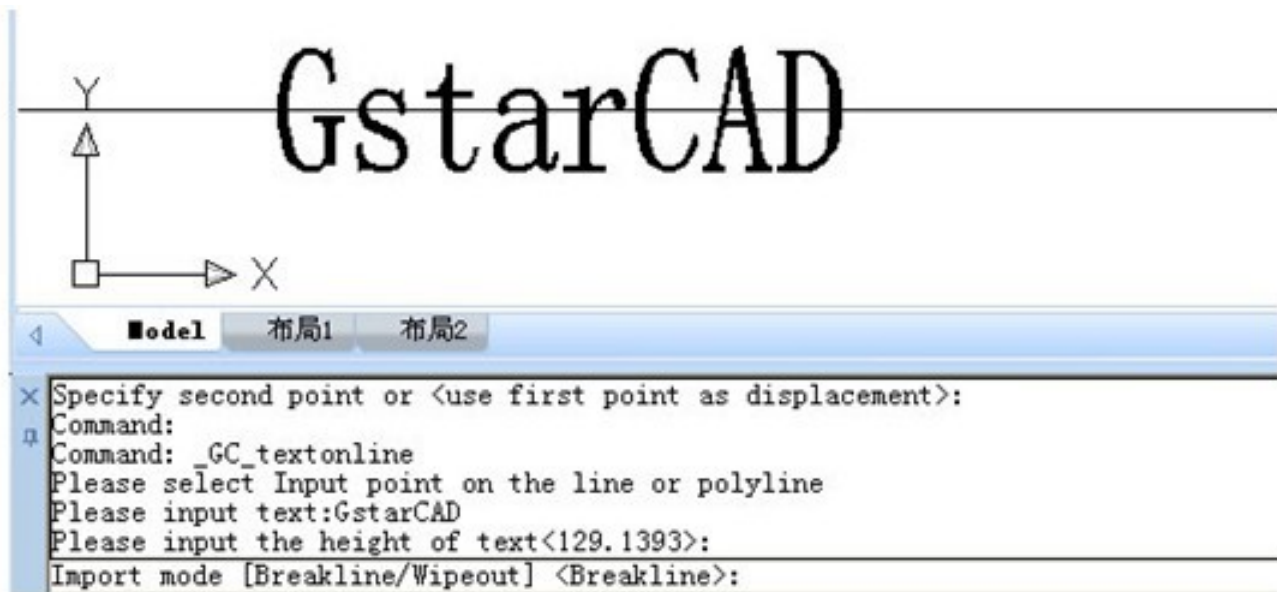 GstarCAD
Y
X
Model 布局1 布局2
Specify second point or <use first point as displacement>:
Command:
Command: _GC_textonline
Please select Input point on the line or polyline
Please input text:GstarCAD
Please input the height of text<129.1393>:
Import mode [Breakline/Wipeout] <Breakline>: